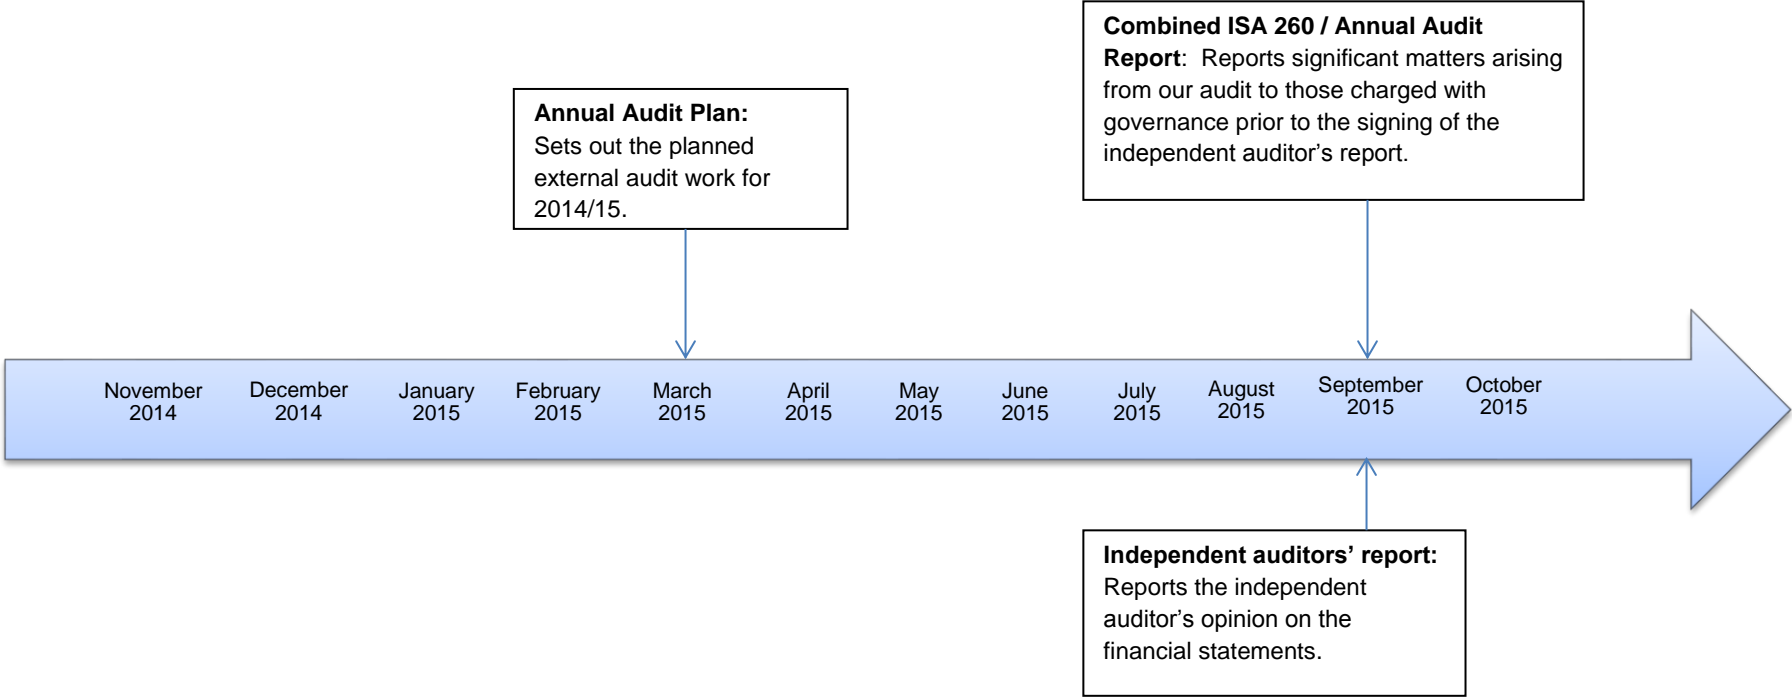 Combined ISA 260 / Annual Audit
Report:  Reports significant matters arising
from our audit to those charged with
governance prior to the signing of the
independent auditor’s report.
Annual Audit Plan:
Sets out the planned
external audit work for
2014/15.
November
2014
December
2014
January
2015
February
2015
March
2015
April
2015
May
2015
June
2015
July
2015
August
2015
September
2015
October
2015
Independent auditors’ report:
Reports the independent
auditor’s opinion on the
financial statements.